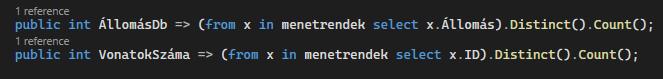 1 reference
public int ÁllomásDb => (from x in menetrendek select x.Állomás).Distinct().Count();
1 reference
public int VonatokSzáma => (from x in menetrendek select x.ID).Distinct().Count();